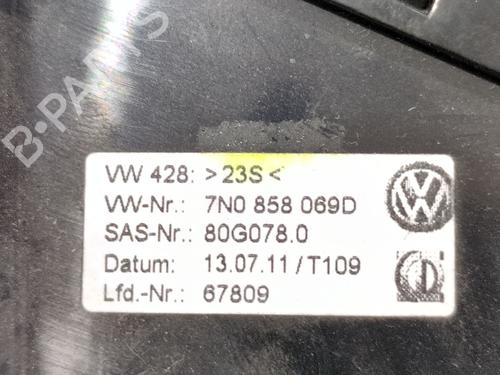 B-PARTS
VW 428: >23S<
VW-Nr.: 7N0 858 069D
SAS-Nr.: 80G078.0
Datum: 13.07.11/T109
Lfd.-Nr.: 67809